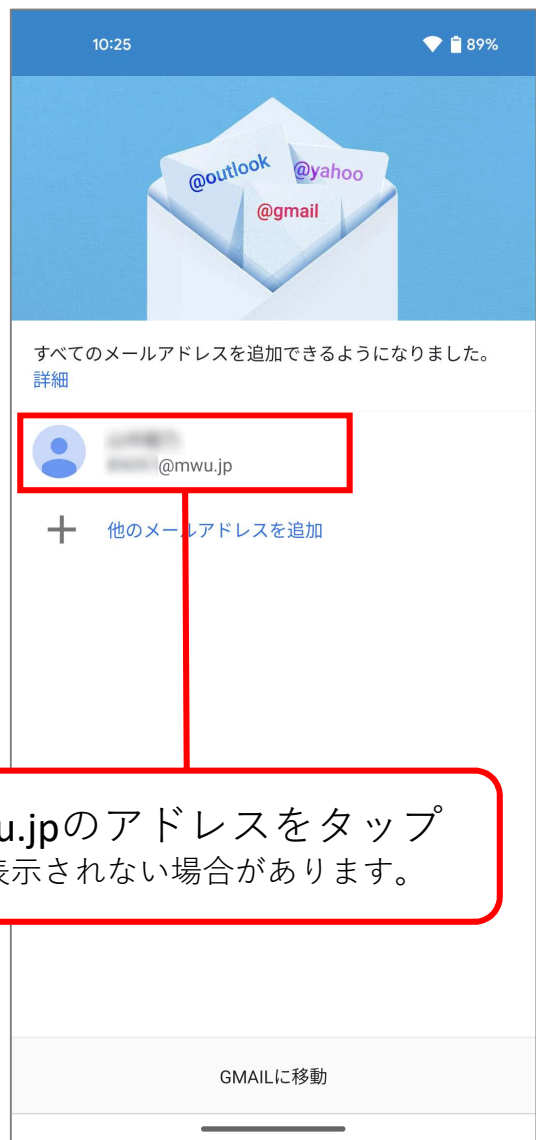 10:25
89%
@outlook
@yahoo
@gmail
すべてのメールアドレスを追加できるようになりました。
詳細
@mwu.jp
他のメールアドレスを追加
u.jpのアドレスをタップ
表示されない場合があります。
GMAILに移動